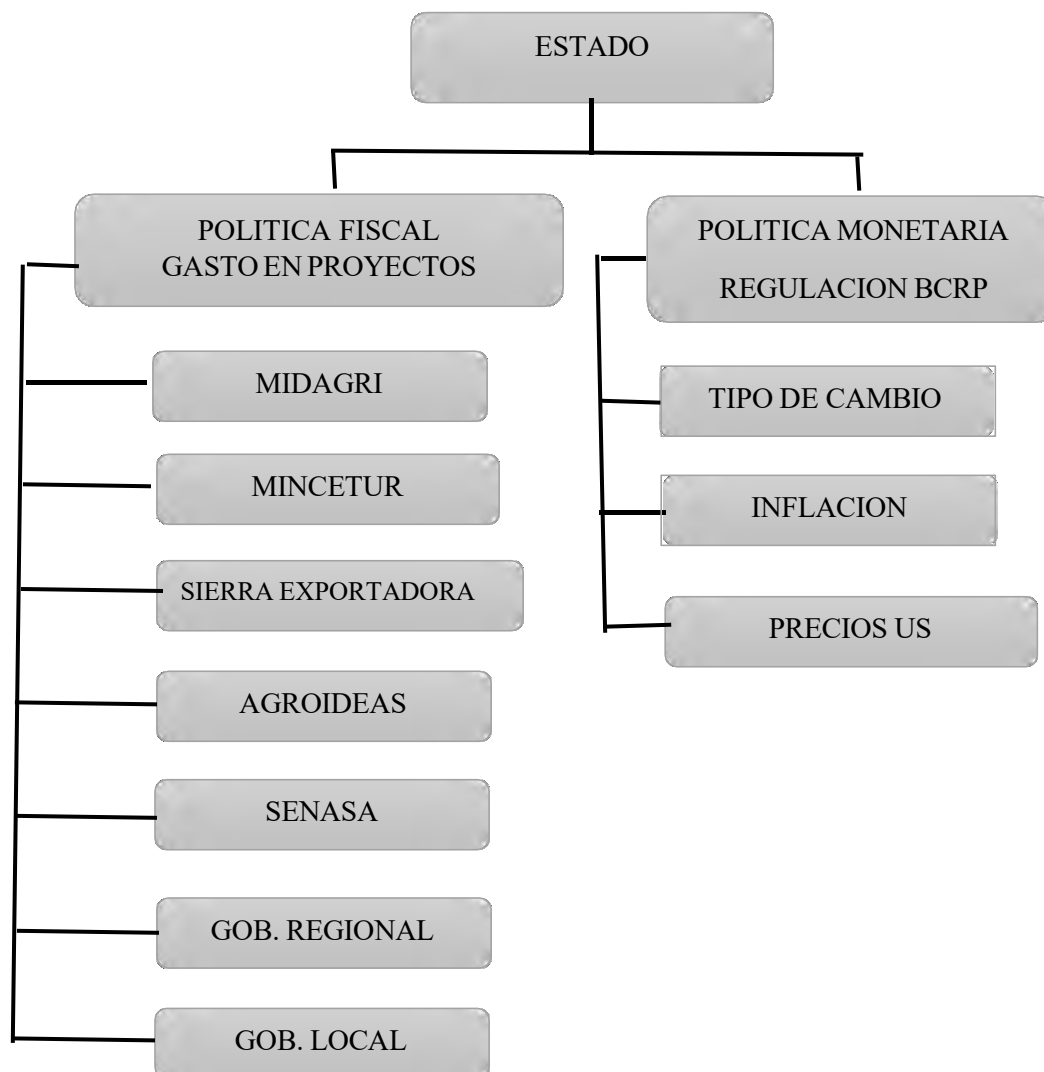 ESTADO
POLITICA FISCAL
GASTO EN PROYECTOS
MIDAGRI
MINCETUR
SIERRA EXPORTADORA
AGROIDEAS
SENASA
GOB. REGIONAL
GOB. LOCAL
POLITICA MONETARIA
REGULACION BCRP
TIPO DE CAMBIO
INFLACION
PRECIOS US